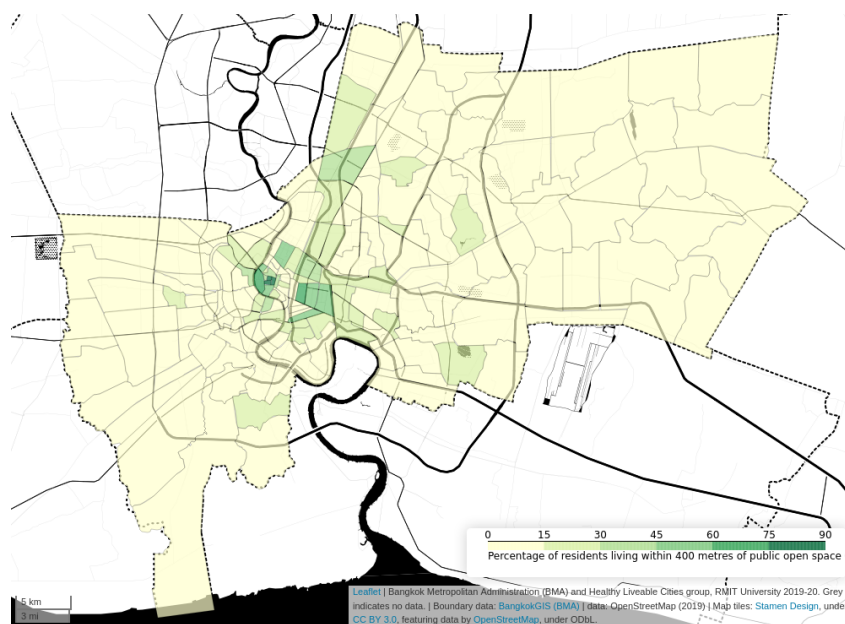 0 15 30 45 60 75 90
Percentage of residents living within 400 metres of public open space
5 km
3 mi
Leaflet | Bangkok Metropolitan Administration (BMA) and Healthy Liveable Cities group, RMIT University 2019-20. Grey
indicates no data. | Boundary data: BangkokGIS (BMA) | data: OpenStreetMap (2019) | Map tiles: Stamen Design, unde
CC BY 3.0, featuring data by OpenStreetMap, under ODbL.